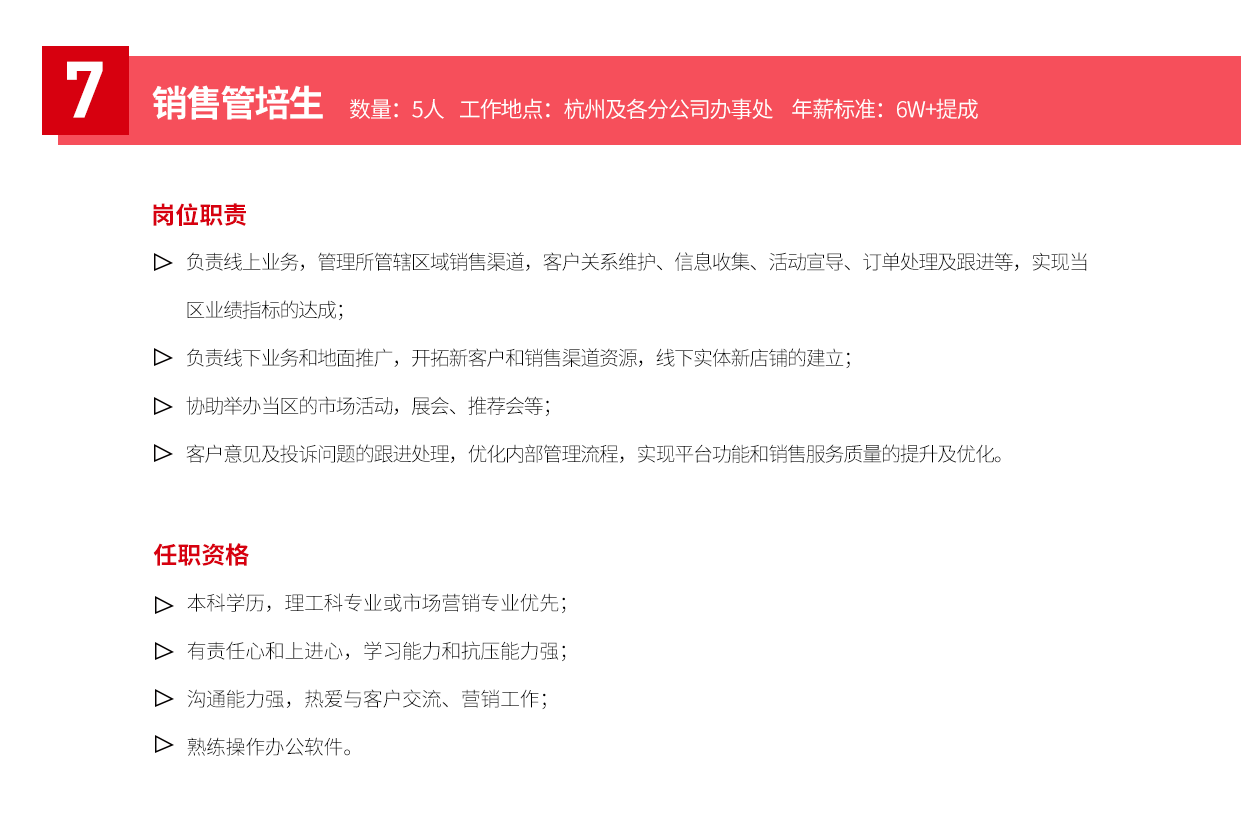 7
销售管培生 数量：5人 工作地点：杭州及各分公司办事处 年薪标准：6W+提成
岗位职责
负责线上业务，管理所管辖区域销售渠道，客户关系维护、信息收集、活动宣导、订单处理及跟进等，实现当
区业绩指标的达成；
负责线下业务和地面推广，开拓新客户和销售渠道资源，线下实体新店铺的建立；
协助举办当区的市场活动，展会、推荐会等；
客户意见及投诉问题的跟进处理，优化内部管理流程，实现平台功能和销售服务质量的提升及优化。
任职资格
本科学历，理工科专业或市场营销专业优先；
有责任心和上进心，学习能力和抗压能力强；
沟通能力强，热爱与客户交流、营销工作；
熟练操作办公软件。